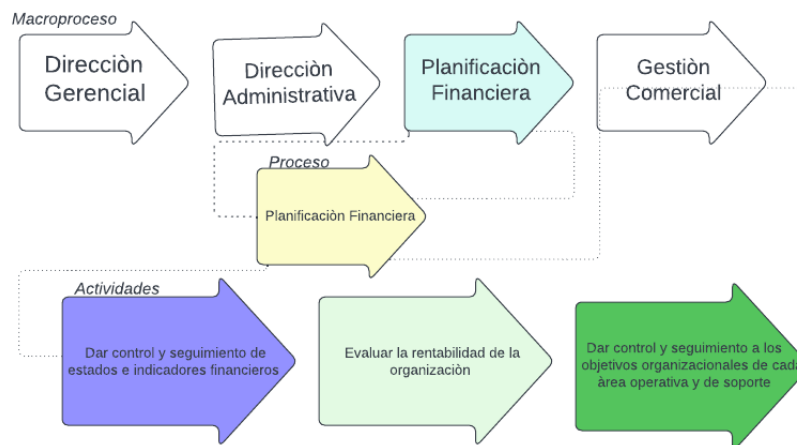 Macroproceso
Direcciòn
Gerencial
Direcciòn
Administrativa
Planificaciòn
Financiera
Gestiòn
Comercial
Proceso
Planificaciòn Financiera
Actividades
Dar control y seguimiento de
estados e indicadores financieros
Evaluar la rentabilidad de la
organizaciòn
Dar control y seguimiento a los
objetivos organizacionales de cada
àrea operativa y de soporte